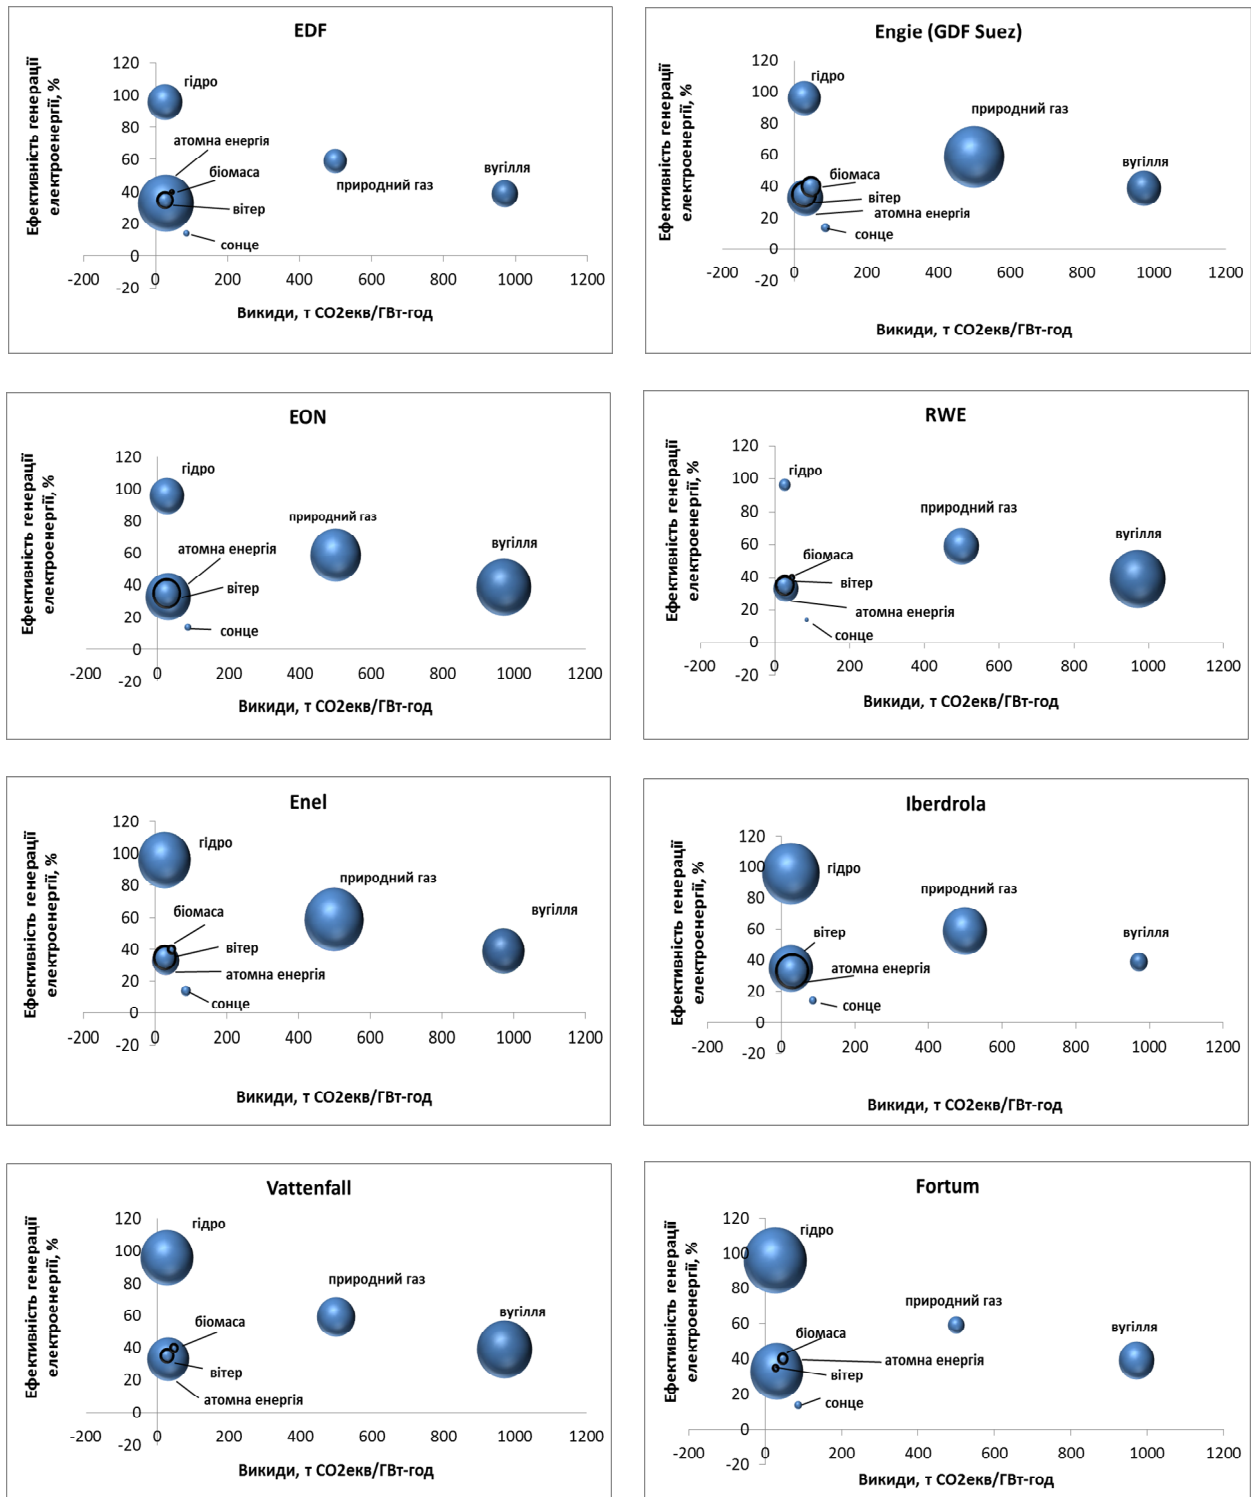 EDF
Ефективність генерації
електроенергії, %
120
100
80
60
40
20
0
-20
-200
0
200
400
600
800
1000
1200
гідро
атомна енергія
біомаса
вітер
сонце
природний газ
вугілля
Викиди, т СО2екв/ГВт-год
Engie (GDF Suez)
Ефективність генерації
електроенергії, %
120
100
80
60
40
20
0
-20
-200
0
200
400
600
800
1000
1200
гідро
природний газ
вугілля
біомаса
вітер
атомна енергія
сонце
Викиди, т СО2екв/ГВт-год
EON
Ефективність генерації
електроенергії, %
120
100
80
60
40
20
0
-20
-200
0
200
400
600
800
1000
1200
гідро
природний газ
вугілля
атомна енергія
вітер
сонце
Викиди, т СО2екв/ГВт-год
RWE
Ефективність генерації
електроенергії, %
120
100
80
60
40
20
0
-20
-200
0
200
400
600
800
1000
1200
гідро
природний газ
вугілля
біомаса
вітер
атомна енергія
сонце
Викиди, т СО2екв/ГВт-год
Enel
Ефективність генерації
електроенергії, %
120
100
80
60
40
20
0
-20
-200
0
200
400
600
800
1000
1200
гідро
природний газ
вугілля
біомаса
вітер
атомна енергія
сонце
Викиди, т СО2екв/ГВт-год
Iberdrola
Ефективність генерації
електроенергії, %
120
100
80
60
40
20
0
-20
-200
0
200
400
600
800
1000
1200
гідро
природний газ
вугілля
вітер
атомна енергія
сонце
Викиди, т СО2екв/ГВт-год
Vattenfall
Ефективність генерації
електроенергії, %
120
100
80
60
40
20
0
-20
-200
0
200
400
600
800
1000
1200
гідро
природний газ
вугілля
біомаса
вітер
атомна енергія
Викиди, т СО2екв/ГВт-год
Fortum
Ефективність генерації
електроенергії, %
120
100
80
60
40
20
0
-20
-200
0
200
400
600
800
1000
1200
гідро
природний газ
вугілля
біомаса
атомна енергія
вітер
сонце
Викиди, т СО2екв/ГВт-год